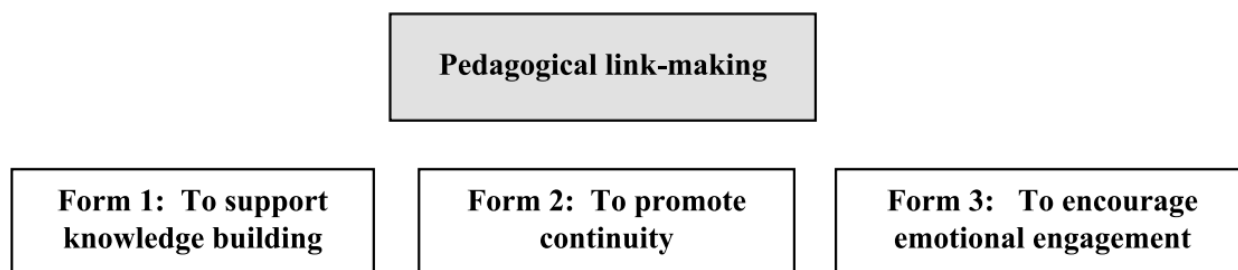 Pedagogical link-making
Form 1: To support
knowledge building
Form 2: To promote
continuity
Form 3: To encourage
emotional engagement